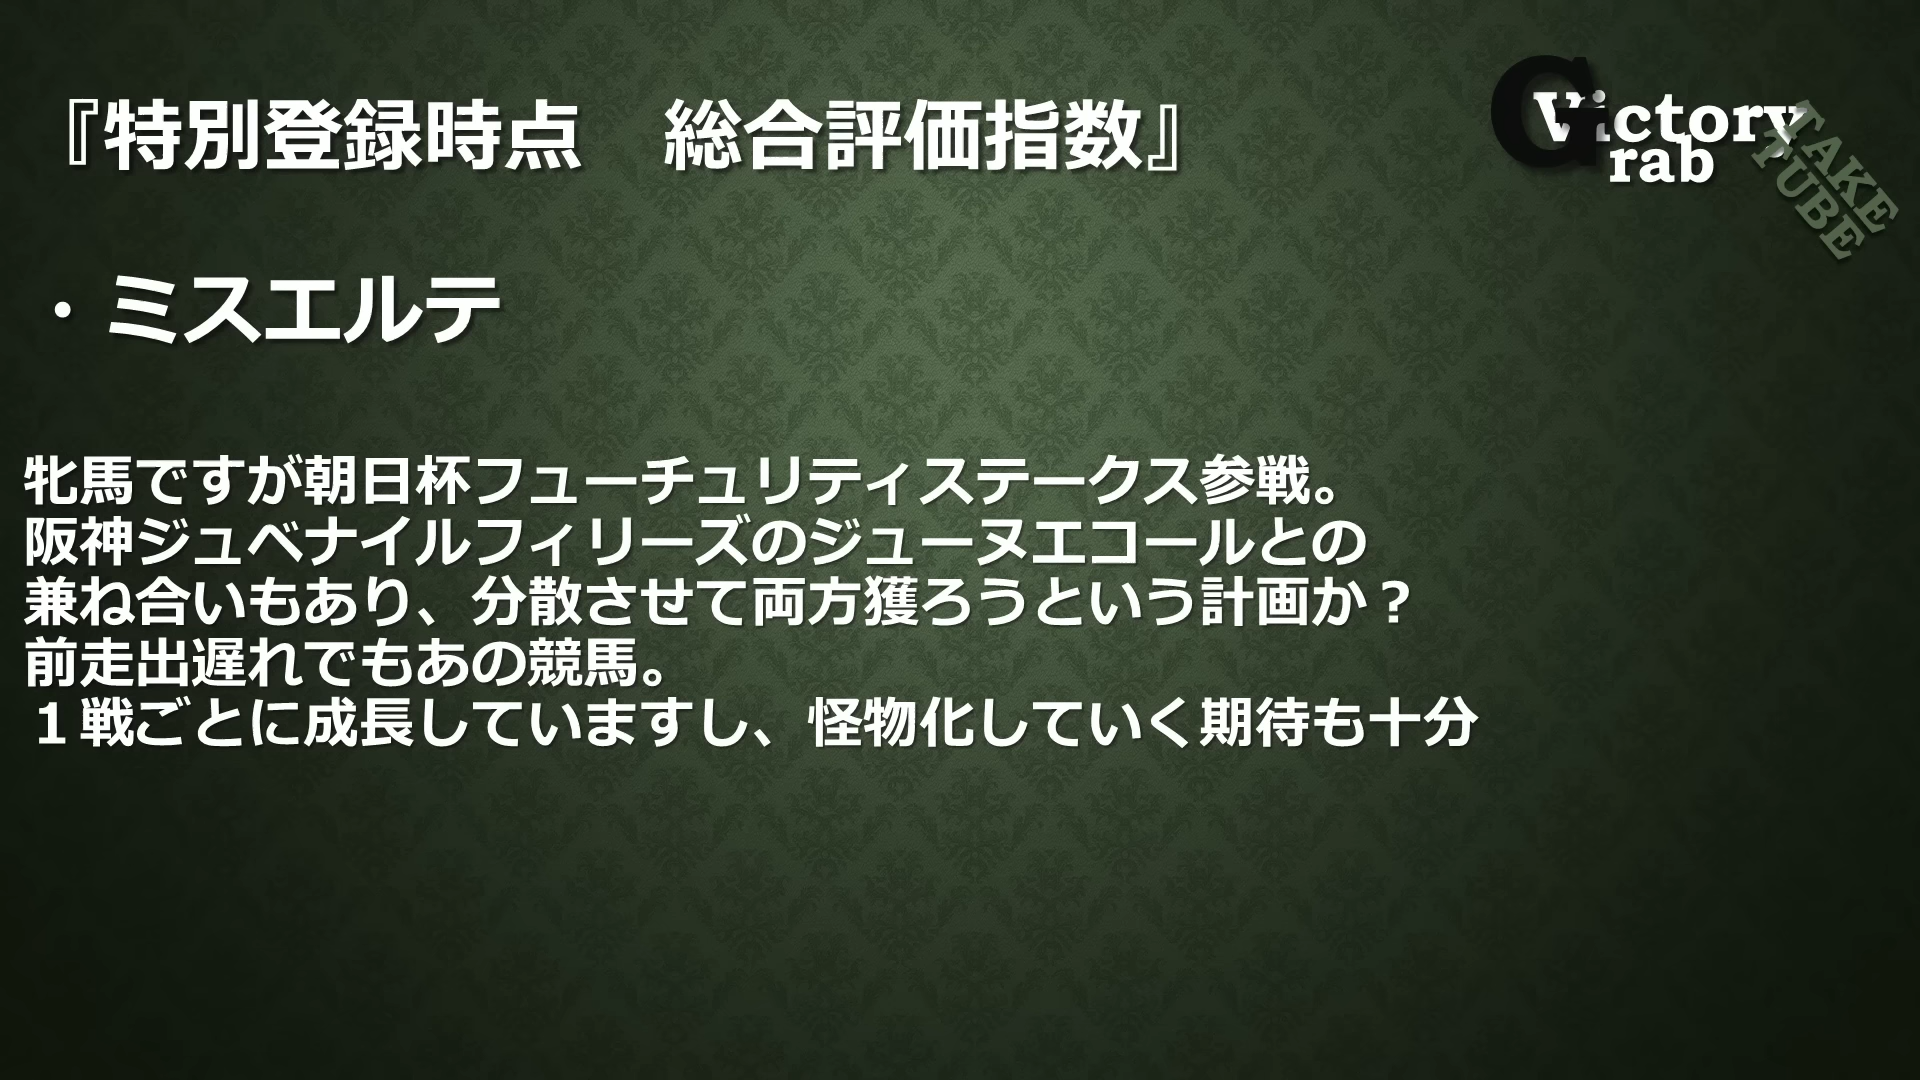 『特別登録時点　総合評価指数』
Victory
Grab
TAKE
TUBE
・ミスエルテ
牝馬ですが朝日杯フューチュリティステークス参戦。
阪神ジュベナイルフィリーズのジューヌエコールとの
兼ね合いもあり、分散させて両方獲ろうという計画か？
前走出遅れでもあの競馬。
１戦ごとに成長していますし、怪物化していく期待も十分